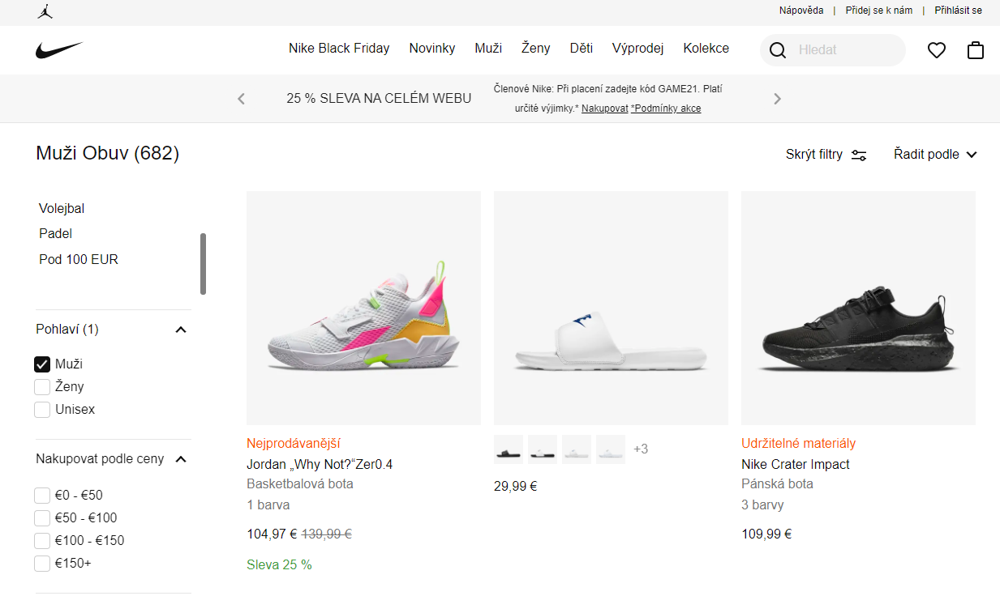 Nápověda | Přidej se k nám | Přihlásit se
Nike Black Friday Novinky Muži Ženy Děti Výprodej Kolekce Hledat
25 % SLEVA NA CELÉM WEBU
Členové Nike: Při placení zadejte kód GAME21. Platí
určité výjimky.* Nakupovat *Podmínky akce
Muži Obuv (682)
Skrýt filtry Řadit podle
Volejbal
Padel
Pod 100 EUR
Pohlaví (1)
Muži
Ženy
Unisex
Nakupovat podle ceny
€0 - €50
€50 - €100
€100 - €150
€150+
Nejprodávanější
Jordan „Why Not?“Zer0.4
Basketbalová bota
1 barva
104,97 € 139,99 €
Sleva 25 %
+3
29,99 €
Udržitelné materiály
Nike Crater Impact
Pánská bota
3 barvy
109,99 €